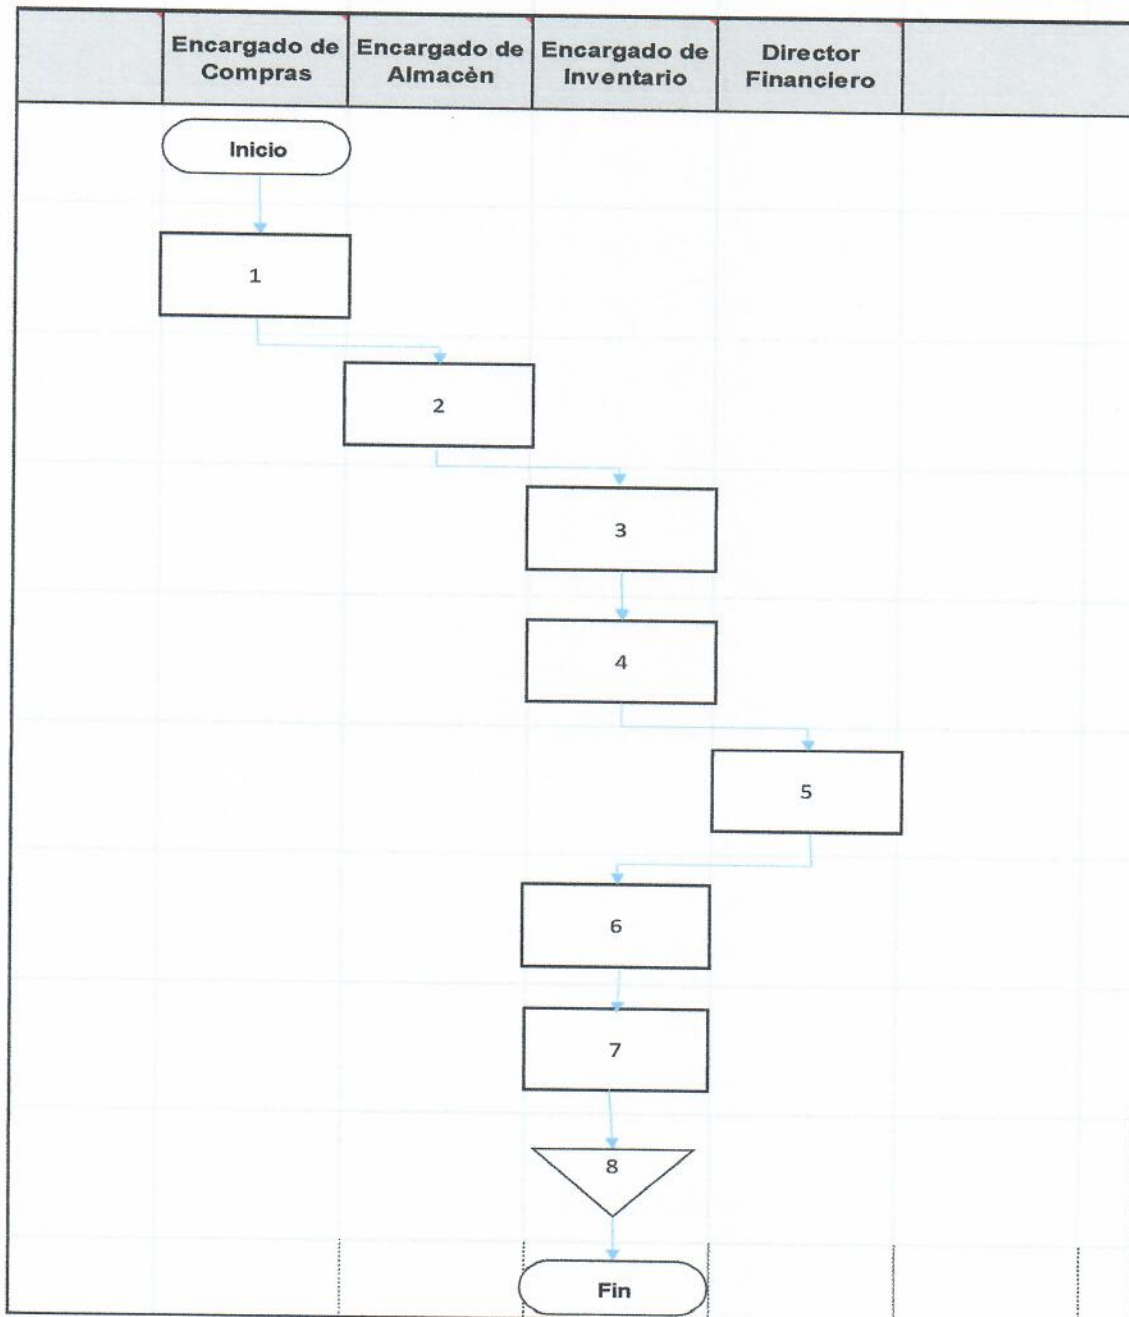 Encargado de
Compras
Encargado de
Almacèn
Encargado de
Inventario
Director
Financiero
Inicio
1
2
3
4
5
6
7
8
Fin